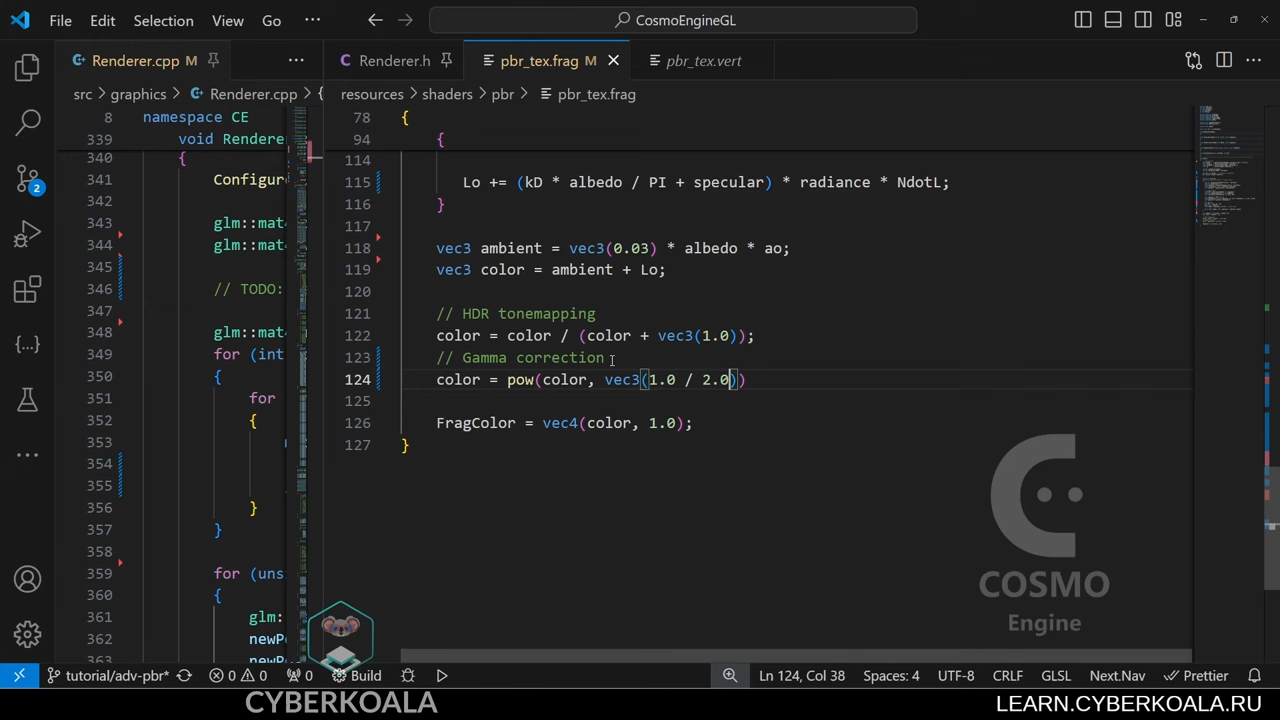 File Edit Selection View Go ··· CosmoEngineGL
Renderer.cpp M ···
Renderer.h
pbr_tex.frag M
pbr_tex.vert
src > graphics > Renderer.cpp > {
resources > shaders > pbr > pbr_tex.frag
8 namespace CE
339 void Rendere
340 {
341 Configur
342
343 glm::mat
344 glm::mat
345
346 // TODO:
347
348 glm::mat
349 for (int
350 {
351 for
352 {
353
354
355
356 }
357 }
358
359 for (uns
360 {
361 glm::
362 newPo
363
78 {
94 {
114
115 Lo += (kD * albedo / PI + specular) * radiance * NdotL;
116 }
117
118 vec3 ambient = vec3(0.03) * albedo * ao;
119 vec3 color = ambient + Lo;
120
121 // HDR tonemapping
122 color = color / (color + vec3(1.0));
123 // Gamma correction
124 color = pow(color, vec3(1.0 / 2.0))
125
126 FragColor = vec4(color, 1.0);
127 }
2
COSMO
Engine
tutorial/adv-pbr* 0 0 0 Build Ln 124, Col 38 Spaces: 4 UTF-8 CRLF GLSL Next.Nav Prettier
CYBERKOALA
LEARN.CYBERKOALA.RU